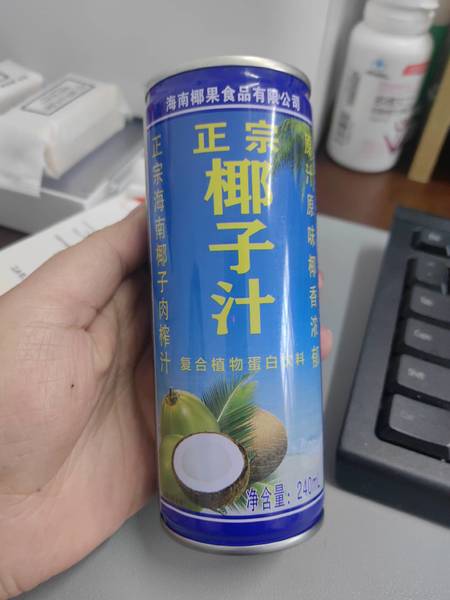 海南椰果食品有限公司
正宗
椰子汁
正宗海南椰子肉榨汁
原汁原味椰香浓郁
复合植物蛋白饮料
净含量：240mL